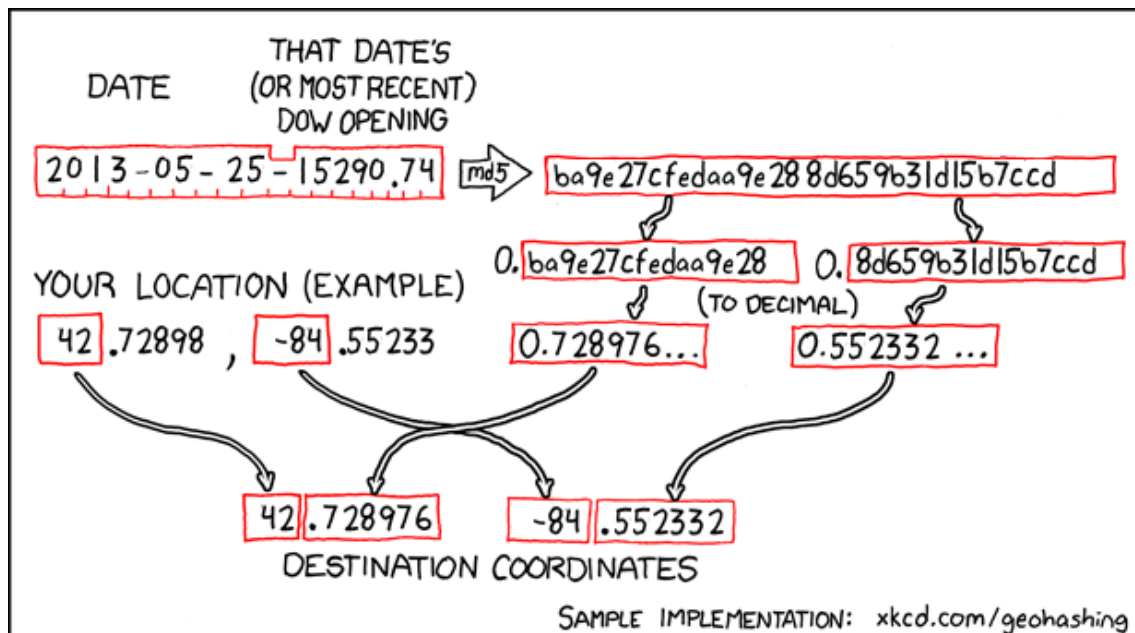 DATE
THAT DATE'S
(OR MOST RECENT)
DOW OPENING
2013-05-25-15290.74
md5
ba9e27cfedaa9e288d659b31d15b7ccd
0.ba9e27cfedaa9e28
0.8d659b31d15b7ccd
(TO DECIMAL)
YOUR LOCATION (EXAMPLE)
42.72898, -84.55233
0.728976...
0.552332...
42.728976
-84.552332
DESTINATION COORDINATES
SAMPLE IMPLEMENTATION: xkcd.com/geohashing